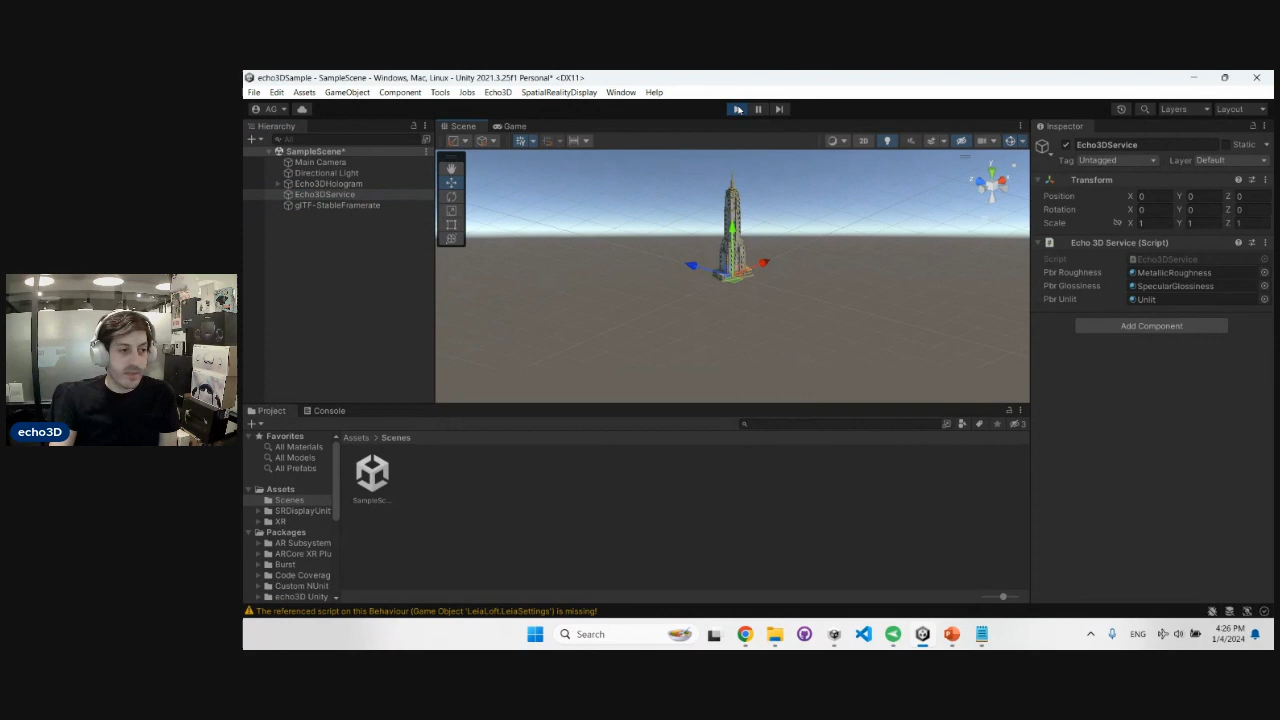 echo3DSample - SampleScene - Windows, Mac, Linux - Unity 2021.3.25f1 Personal* <DX11>
File Edit Assets GameObject Component Tools Jobs Echo3D SpatialRealityDisplay Window Help
AG Layers Layout
Hierarchy
All
SampleScene*
Main Camera
Directional Light
Echo3DHologram
Echo3DService
glTF-StableFramerate
Scene Game
2D
y
Inspector
Echo3DService Static
Tag Untagged Layer Default
Transform
Position X 0 Y 0 Z 0
Rotation X 0 Y 0 Z 0
Scale X 1 Y 1 Z 1
Echo 3D Service (Script)
Script Echo3DService
Pbr Roughness MetallicRoughness
Pbr Glossiness SpecularGlossiness
Pbr Unlit Unlit
Add Component
echo3D
Project Console
3
Favorites
All Materials
All Models
All Prefabs
Assets
Scenes
SRDisplayUnit
XR
Packages
AR Subsystem
ARCore XR Plu
Burst
Code Coverag
Custom NUnit
echo3D Unity
Assets > Scenes
SampleSc...
The referenced script on this Behaviour (Game Object 'LeiaLoft.LeiaSettings') is missing!
Search
ENG
4:26 PM
1/4/2024